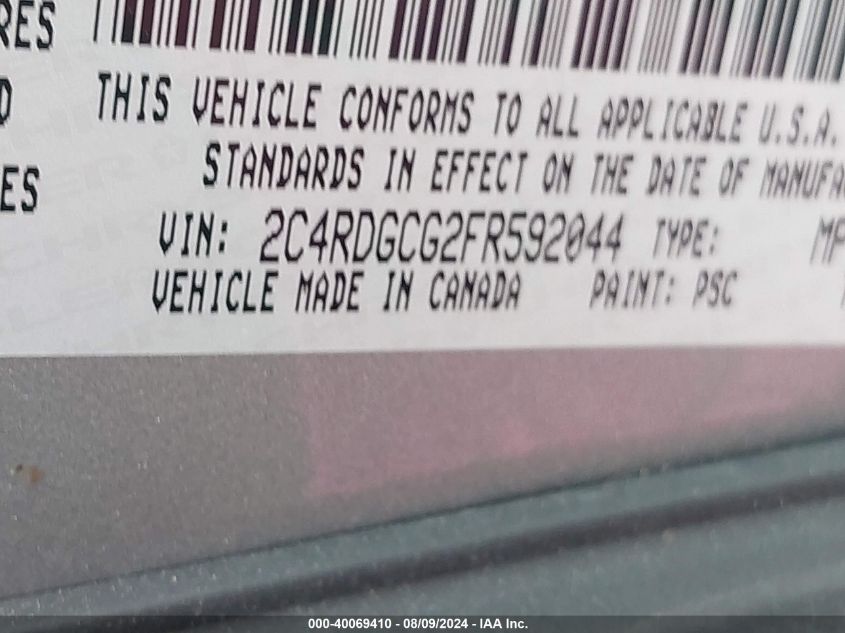 RES
D THIS VEHICLE CONFORMS TO ALL APPLICABLE U.S.A.
STANDARDS IN EFFECT ON THE DATE OF MANUFA
ES
VIN: 2C4RDGCG2FR592044 TYPE: MP
VEHICLE MADE IN CANADA PAINT: PSC
000-40069410 - 08/09/2024 - IAA Inc.